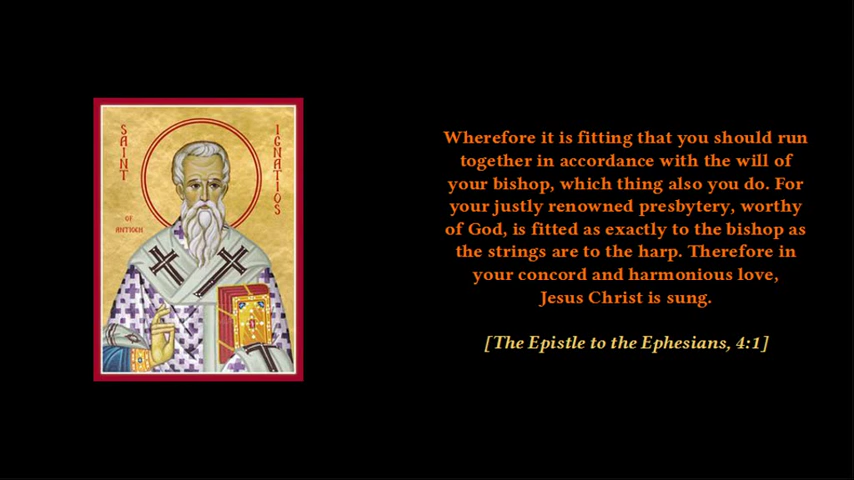 SAINT
IGNATIOS
OF
ANTIOCH
Wherefore it is fitting that you should run
together in accordance with the will of
your bishop, which thing also you do. For
your justly renowned presbytery, worthy
of God, is fitted as exactly to the bishop as
the strings are to the harp. Therefore in
your concord and harmonious love,
Jesus Christ is sung.
[The Epistle to the Ephesians, 4:1]